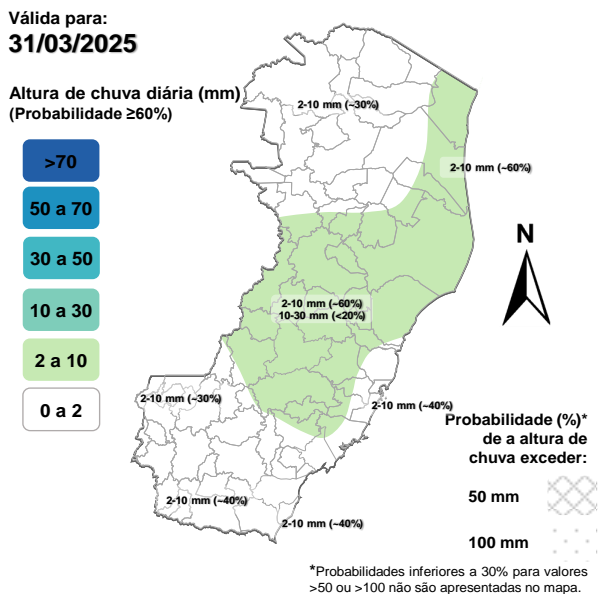 Válida para:
31/03/2025
Altura de chuva diária (mm)
(Probabilidade ≥60%)
>70
50 a 70
30 a 50
10 a 30
2 a 10
0 a 2
2-10 mm (~30%)
2-10 mm (~60%)
2-10 mm (~60%)
10-30 mm (<20%)
2-10 mm (~30%)
2-10 mm (~40%)
2-10 mm (~40%)
2-10 mm (~40%)
N
Probabilidade (%)*
de a altura de
chuva exceder:
50 mm
100 mm
*Probabilidades inferiores a 30% para valores
>50 ou >100 não são apresentadas no mapa.